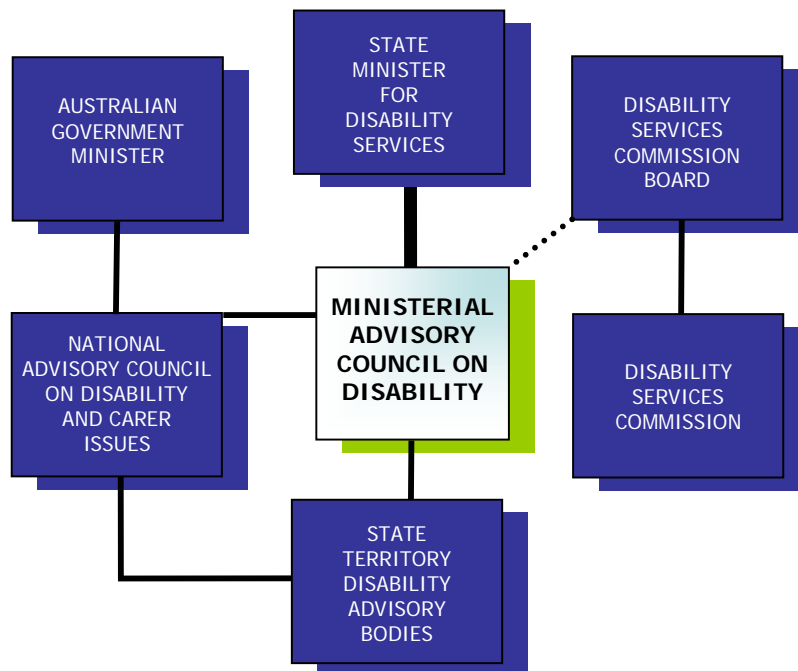 AUSTRALIAN
GOVERNMENT
MINISTER
STATE
MINISTER
FOR
DISABILITY
SERVICES
DISABILITY
SERVICES
COMMISSION
BOARD
NATIONAL
ADVISORY COUNCIL
ON DISABILITY
AND CARER
ISSUES
MINISTERIAL
ADVISORY
COUNCIL ON
DISABILITY
DISABILITY
SERVICES
COMMISSION
STATE
TERRITORY
DISABILITY
ADVISORY
BODIES